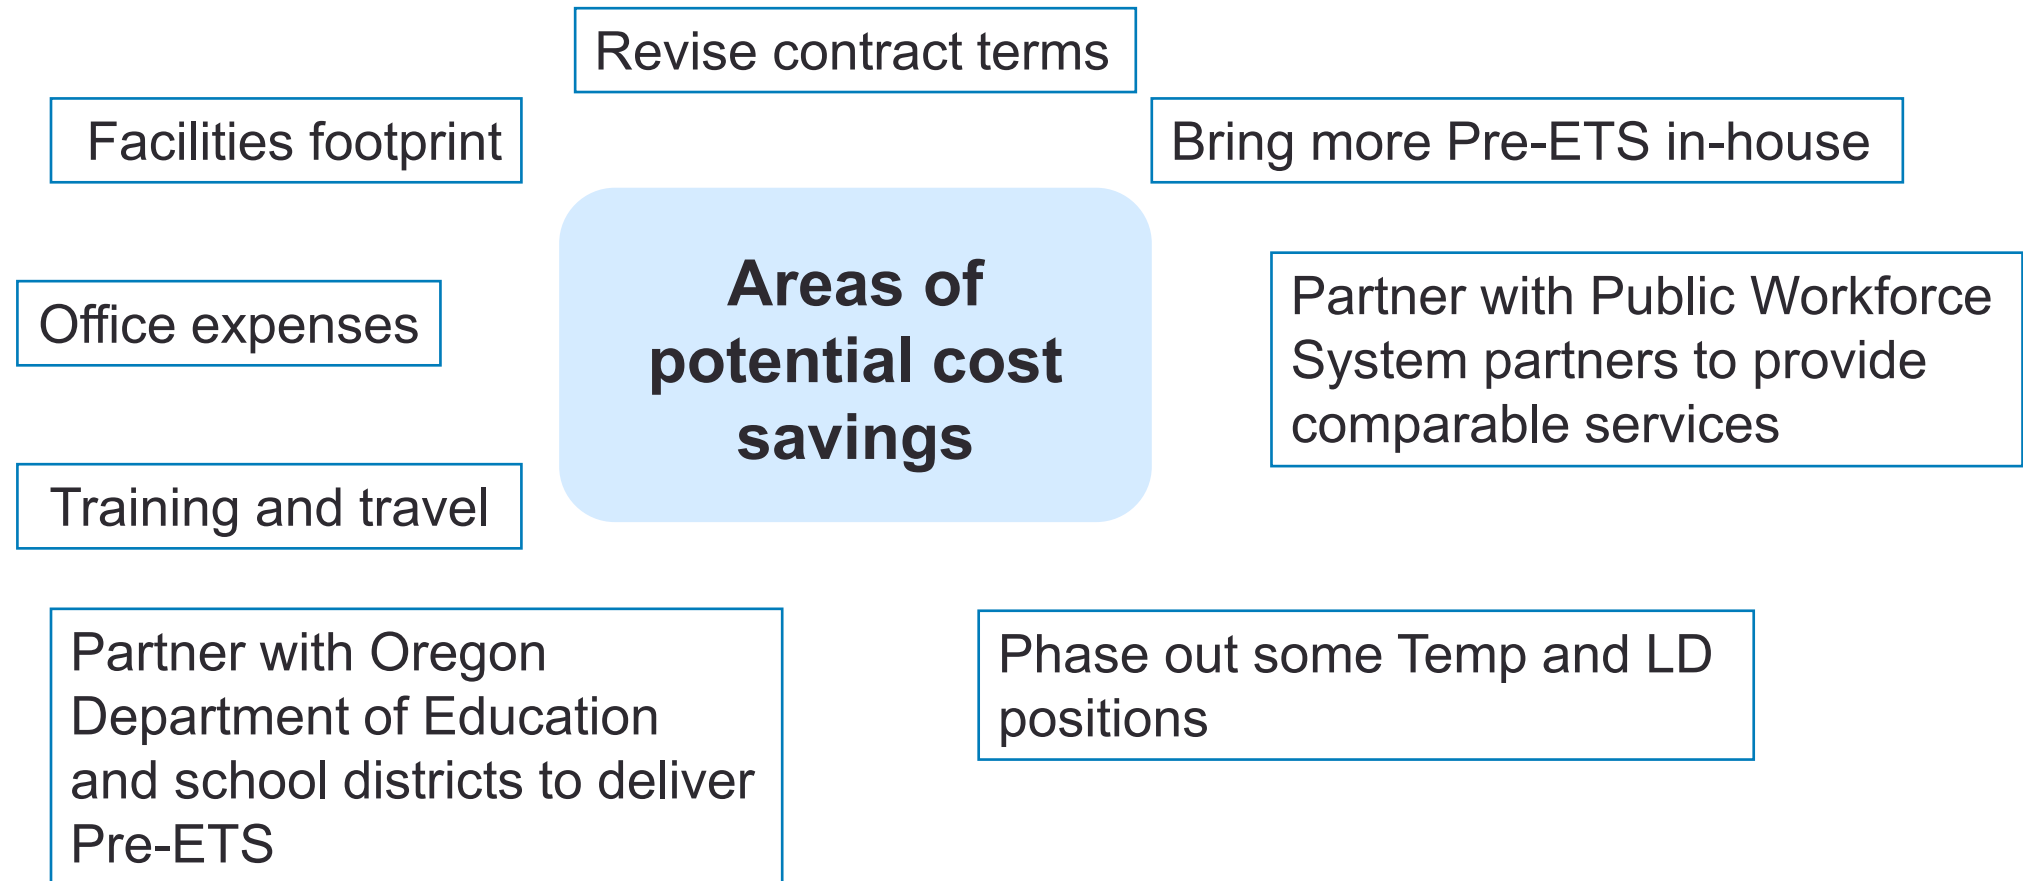 Revise contract terms
Facilities footprint
Bring more Pre-ETS in-house
Areas of
potential cost
savings
Office expenses
Partner with Public Workforce
System partners to provide
comparable services
Training and travel
Partner with Oregon
Department of Education
and school districts to deliver
Pre-ETS
Phase out some Temp and LD
positions